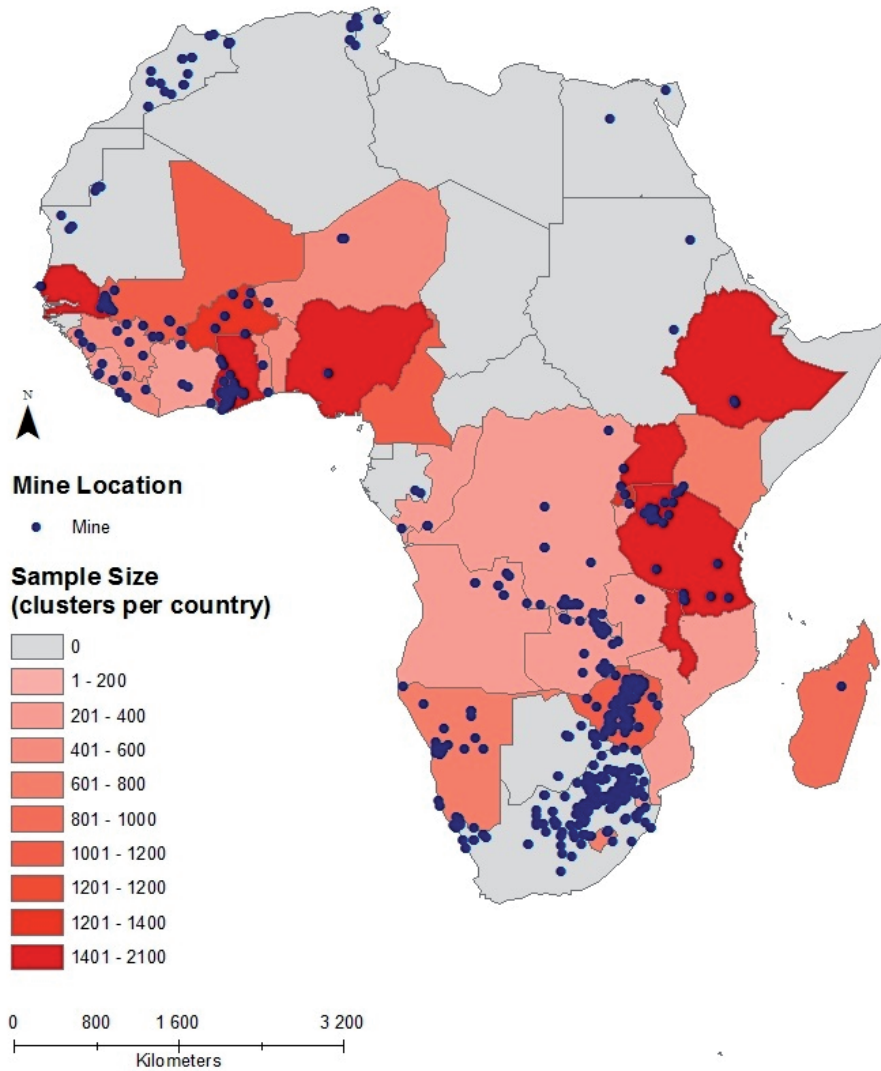 N
Mine Location
Mine
Sample Size
(clusters per country)
0
1 - 200
201 - 400
401 - 600
601 - 800
801 - 1000
1001 - 1200
1201 - 1200
1201 - 1400
1401 - 2100
0 800 1 600 3 200
Kilometers